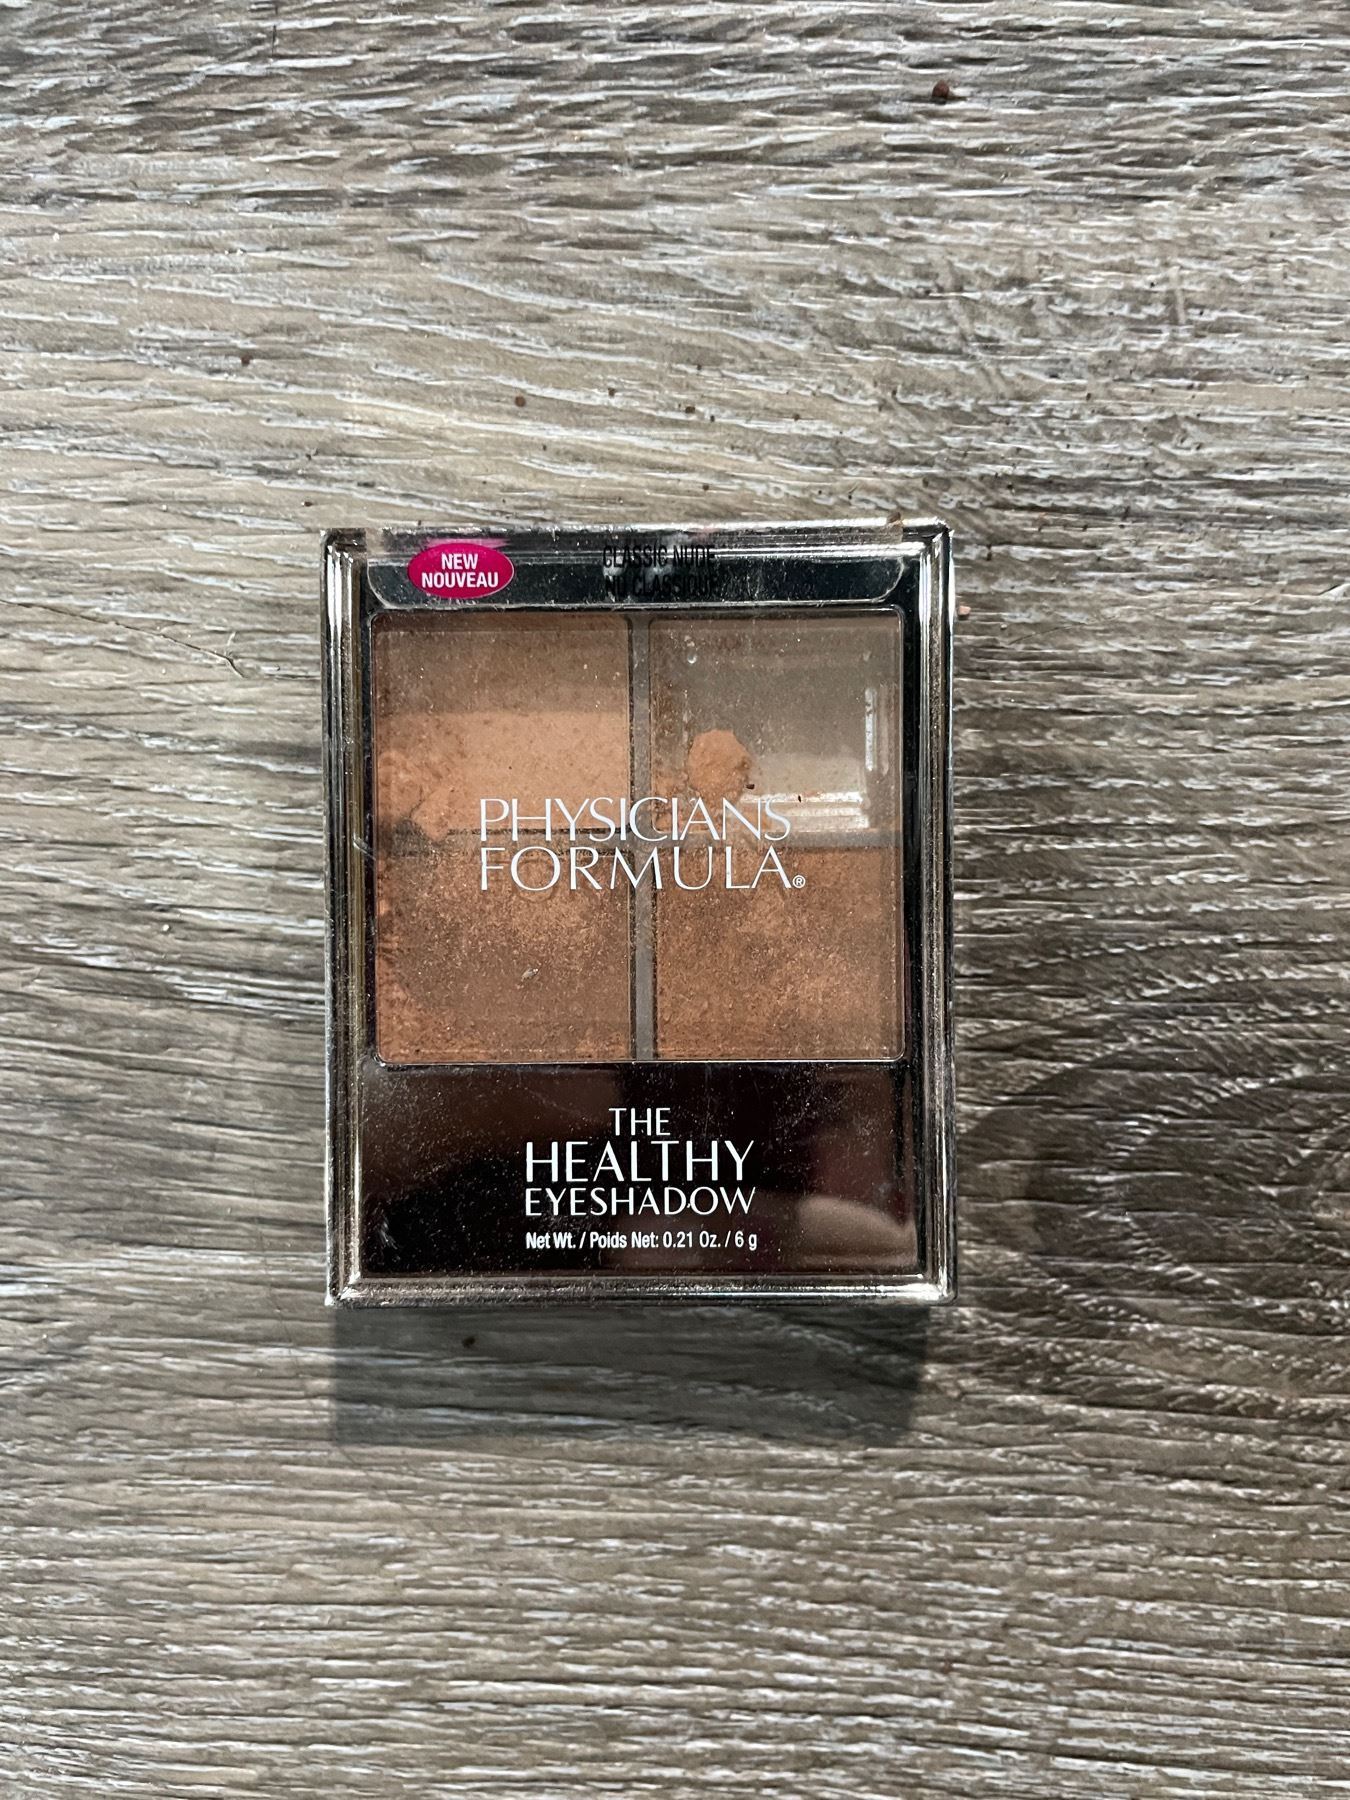 NEW
NOUVEAU
CLASSIC NUDE
NU CLASSIQUE
PHYSICIANS
FORMULA®
THE
HEALTHY
EYESHADOW
Net Wt. / Poids Net: 0.21 Oz. / 6 g